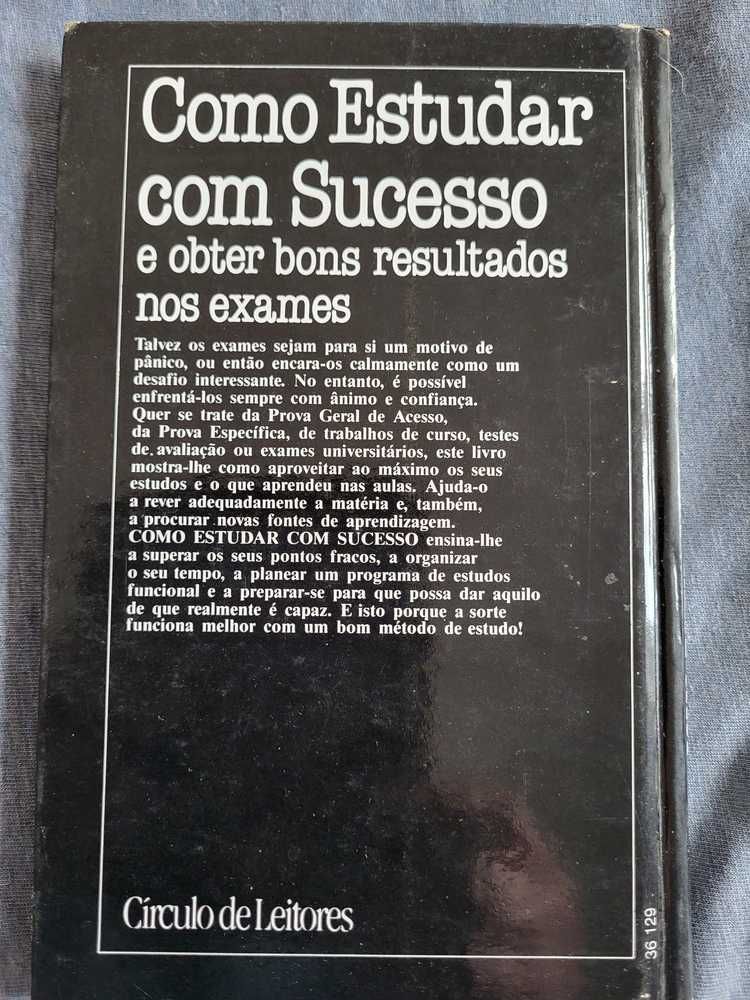 Como Estudar
com Sucesso
e obter bons resultados
nos exames
Talvez os exames sejam para si um motivo de
pânico, ou então encara-os calmamente como um
desafio interessante. No entanto, é possível
enfrentá-los sempre com ânimo e confiança.
Quer se trate da Prova Geral de Acesso,
da Prova Específica, de trabalhos de curso, testes
de avaliação ou exames universitários, este livro
mostra-lhe como aproveitar ao máximo os seus
estudos e o que aprendeu nas aulas. Ajuda-o
a rever adequadamente a matéria e, também,
a procurar novas fontes de aprendizagem.
COMO ESTUDAR COM SUCESSO ensina-lhe
a superar os seus pontos fracos, a organizar
o seu tempo, a planear um programa de estudos
funcional e a preparar-se para que possa dar aquilo
de que realmente é capaz. E isto porque a sorte
funciona melhor com um bom método de estudo!
Círculo de Leitores
36 129